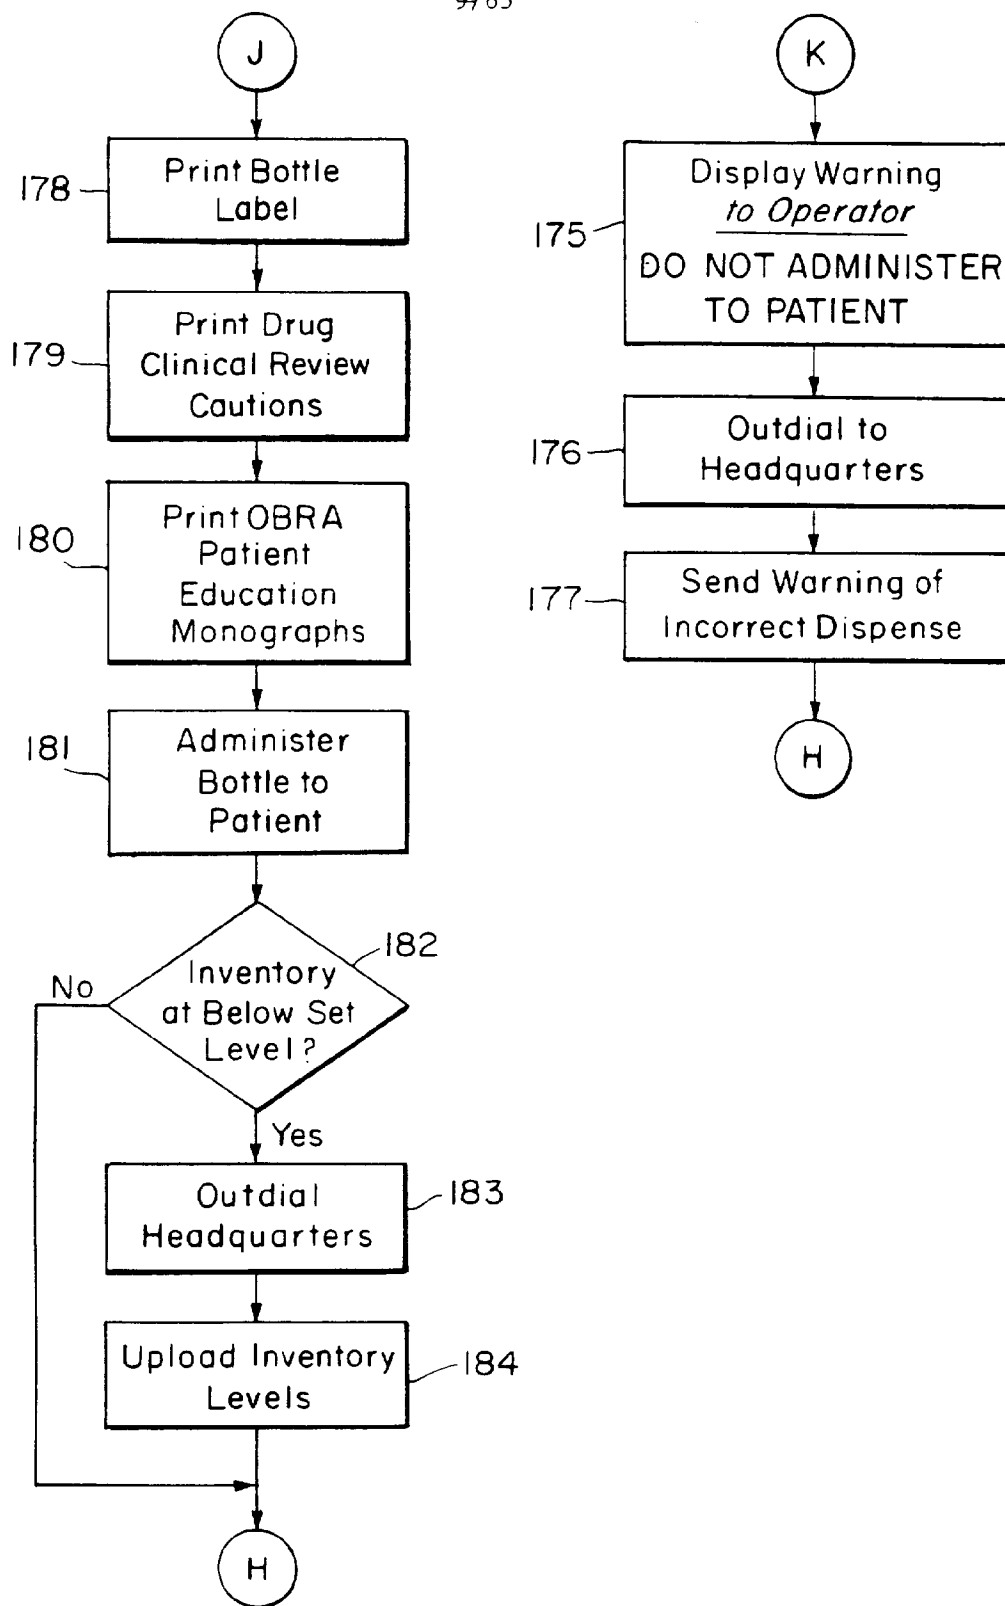 J
178
Print Bottle
Label
179
Print Drug
Clinical Review
Cautions
180
Print OBRA
Patient
Education
Monographs
181
Administer
Bottle to
Patient
182
Inventory
at Below Set
Level?
No
Yes
183
Outdial
Headquarters
184
Upload Inventory
Levels
H
K
175
Display Warning
to Operator
DO NOT ADMINISTER
TO PATIENT
176
Outdial to
Headquarters
177
Send Warning of
Incorrect Dispense
H